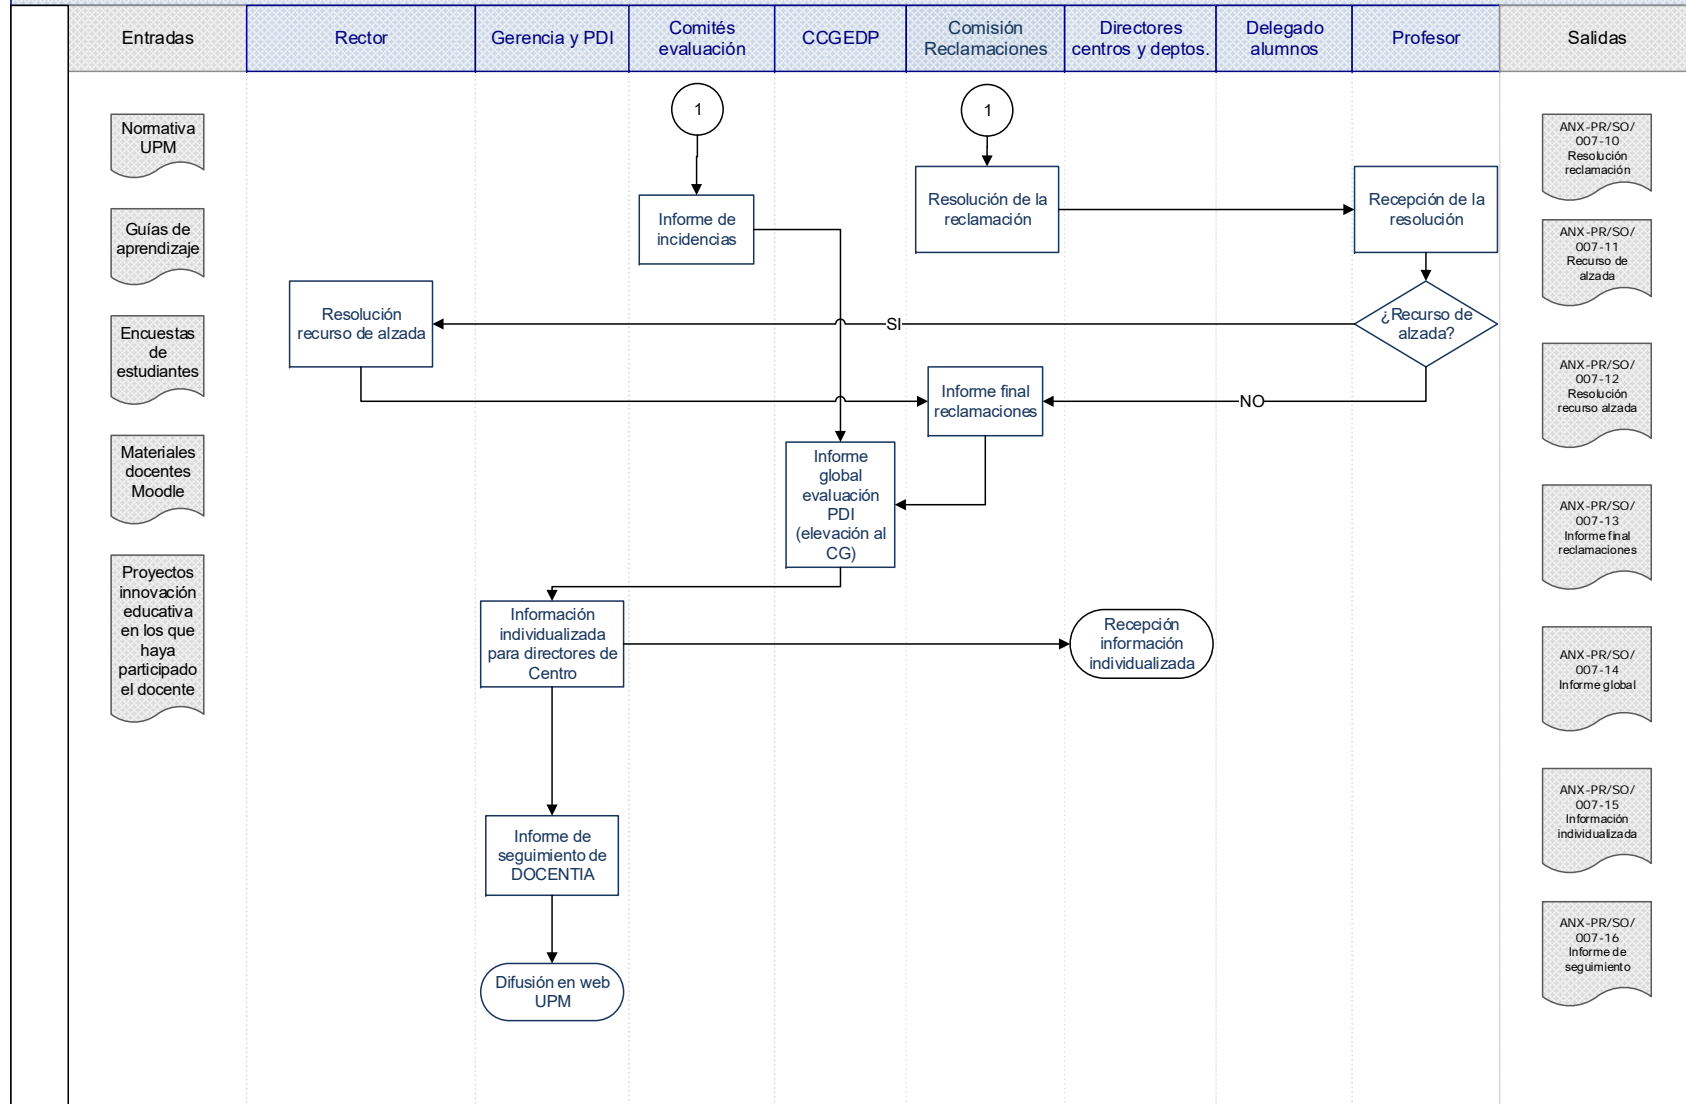 Entradas
Rector
Gerencia y PDI
Comités
evaluación
CCGEDP
Comisión
Reclamaciones
Directores
centros y deptos.
Delegado
alumnos
Profesor
Salidas
1
1
Normativa
UPM
Guías de
aprendizaje
Encuestas
de
estudiantes
Materiales
docentes
Moodle
Proyectos
innovación
educativa
en los que
haya
participado
el docente
Informe de
incidencias
Resolución de la
reclamación
Recepción de la
resolución
Resolución
recurso de alzada
SI
¿Recurso de
alzada?
Informe final
reclamaciones
NO
Informe
global
evaluación
PDI
(elevación al
CG)
Información
individualizada
para directores de
Centro
Recepción
información
individualizada
Informe de
seguimiento de
DOCENTIA
Difusión en web
UPM
ANX-PR/SO/
007-10
Resolución
reclamación
ANX-PR/SO/
007-11
Recurso de
alzada
ANX-PR/SO/
007-12
Resolución
recurso alzada
ANX-PR/SO/
007-13
Informe final
reclamaciones
ANX-PR/SO/
007-14
Informe global
ANX-PR/SO/
007-15
Información
individualizada
ANX-PR/SO/
007-16
Informe de
seguimiento